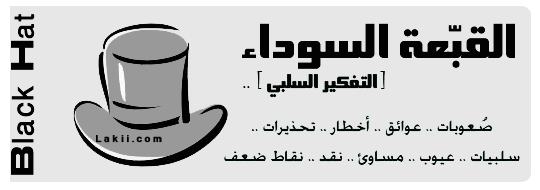 Black Hat
القبّعة السوداء
[ التفكير السلبي ] ..
Lakii.com
صُعوبات .. عوائق .. أخطار .. تحذيرات ..
سلبيات .. عيوب .. مساوئ .. نقد .. نقاط ضعف